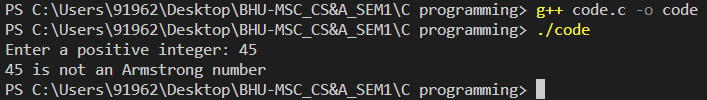 PS C:\Users\91962\Desktop\BHU-MSC_CS&A_SEM1\C programming> g++ code.c -o code
PS C:\Users\91962\Desktop\BHU-MSC_CS&A_SEM1\C programming> ./code
Enter a positive integer: 45
45 is not an Armstrong number
PS C:\Users\91962\Desktop\BHU-MSC_CS&A_SEM1\C programming>